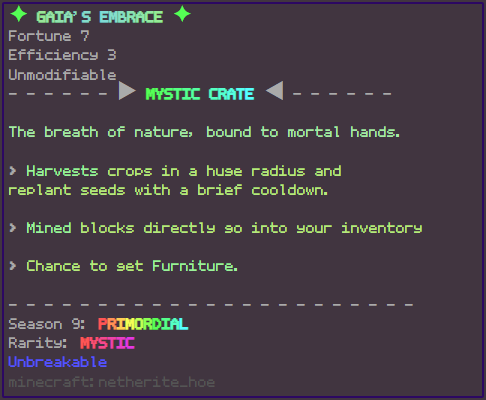 ✦ GAIA'S EMBRACE ✦
Fortune 7
Efficiency 3
Unmodifiable
- - - - - - ▶ MYSTIC CRATE ◀ - - - - - -
The breath of nature, bound to mortal hands.
> Harvests crops in a huge radius and
replant seeds with a brief cooldown.
> Mined blocks directly go into your inventory
> Chance to get Furniture.
- - - - - - - - - - - - - - - - - - - - - - - -
Season 9: PRIMORDIAL
Rarity: MYSTIC
Unbreakable
minecraft:netherite_hoe